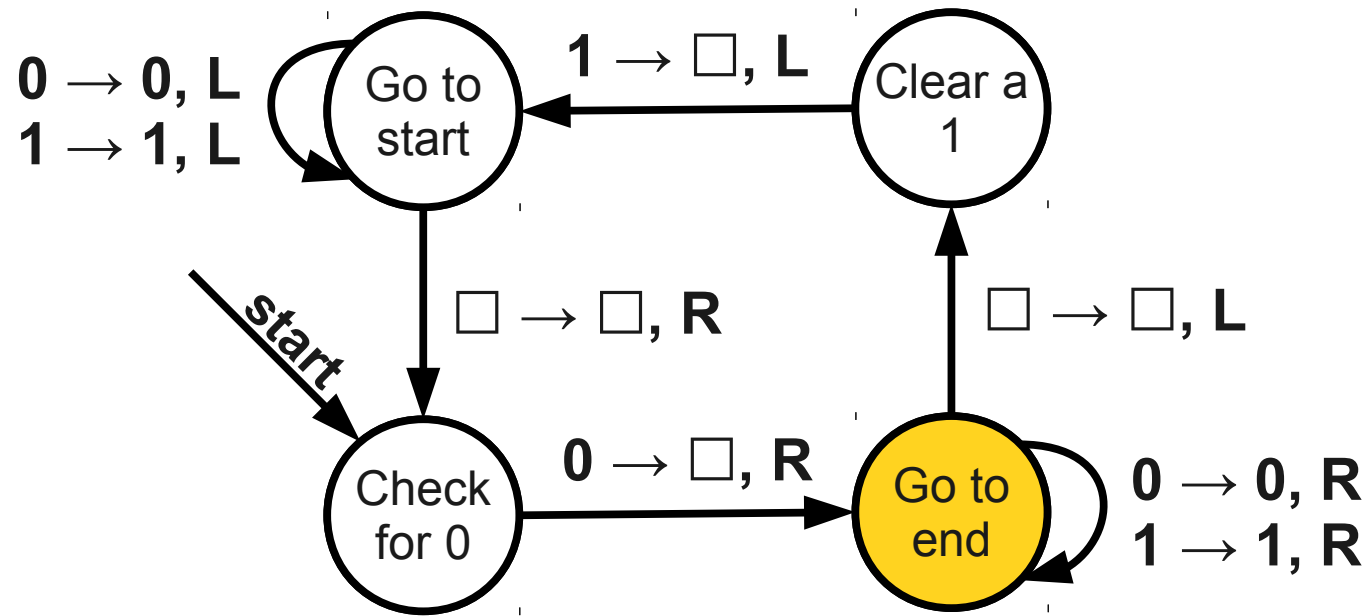 0 → 0, L
1 → 1, L
Go to
start
1 → □, L
Clear a
1
start
□ → □, R
□ → □, L
Check
for 0
0 → □, R
Go to
end
0 → 0, R
1 → 1, R